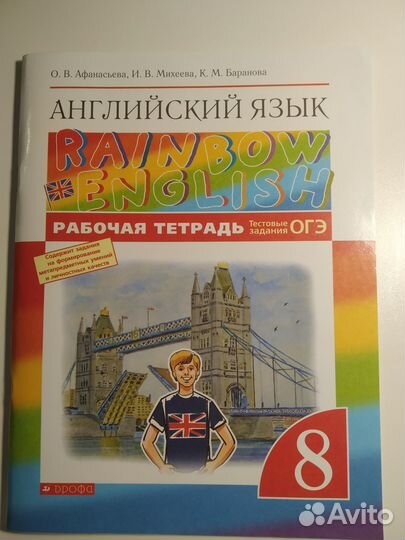 О. В. Афанасьева, И. В. Михеева, К. М. Баранова
АНГЛИЙСКИЙ ЯЗЫК
RAINBOW
ENGLISH
РАБОЧАЯ ТЕТРАДЬ
Тестовые
задания ОГЭ
Содержит задания
на формирование
метапредметных умений
и личностных качеств
8
дрофа
Avito